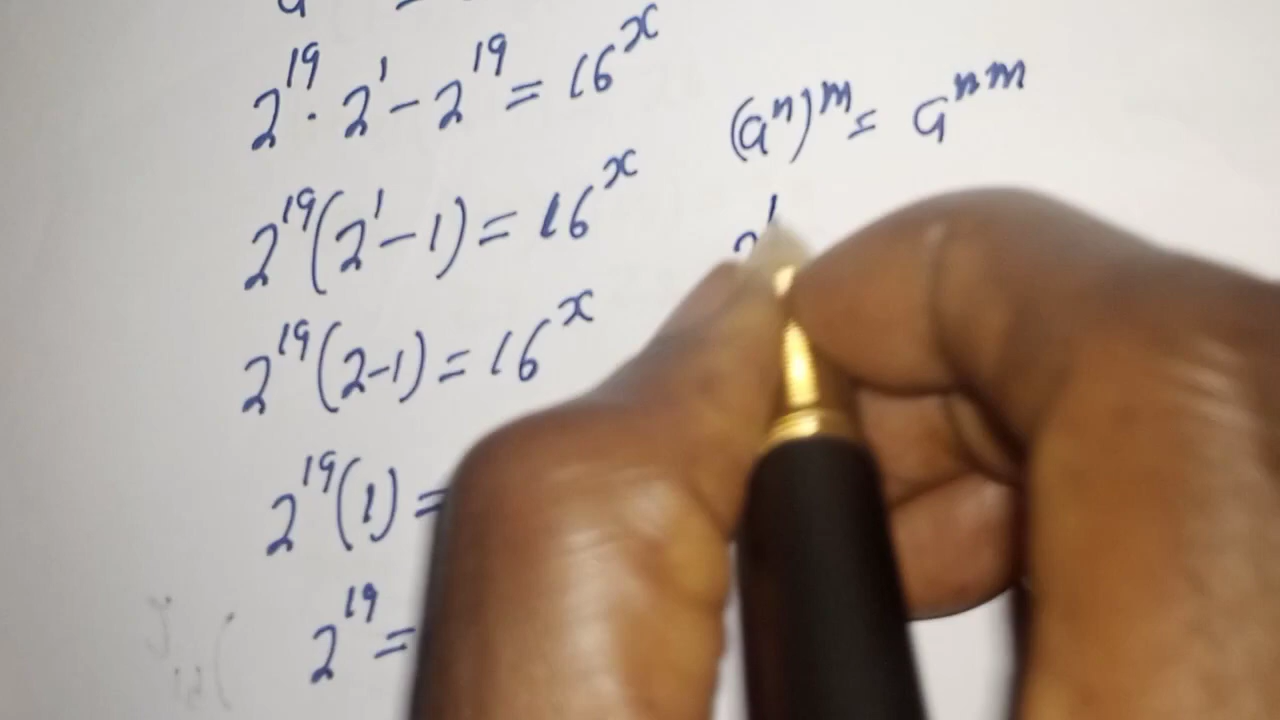 2^19 · 2^1 - 2^19 = 16^x
2^19(2^1 - 1) = 16^x
2^19(2-1) = 16^x
2^19(1) =
2^19 =
(a^n)^m = a^nm